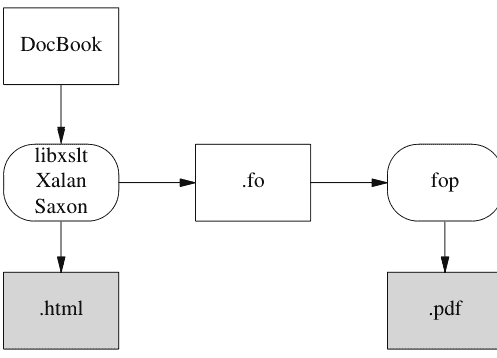 DocBook
libxslt
Xalan
Saxon
.fo
fop
.html
.pdf